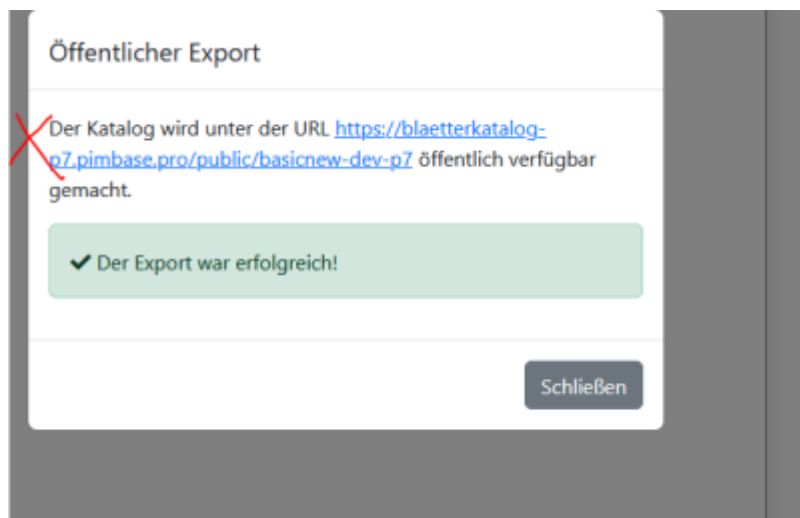 Öffentlicher Export
Der Katalog wird unter der URL https://blaetterkatalog-
p7.pimbase.pro/public/basicnew-dev-p7 öffentlich verfügbar
gemacht.
✔ Der Export war erfolgreich!
Schließen